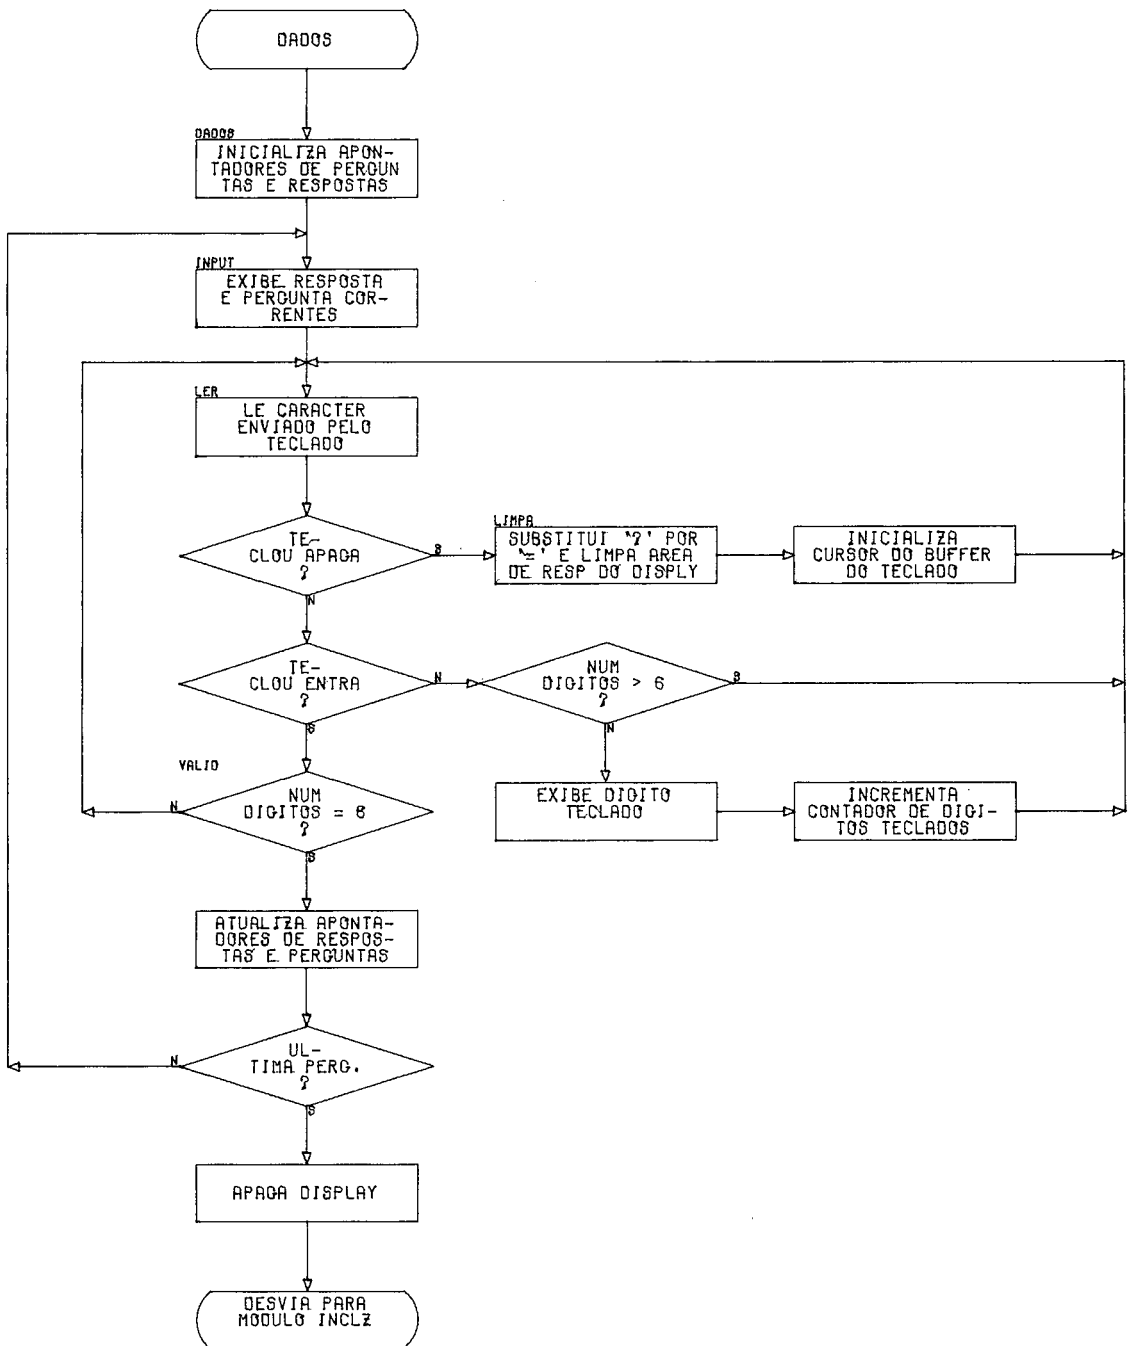 DADOS
DADOS
INICIALIZA APON-
TADORES DE PERGUN
TAS E RESPOSTAS
INPUT
EXIBE RESPOSTA
E PERGUNTA COR-
RENTES
LER
LE CARACTER
ENVIADO PELO
TECLADO
TE-
CLOU APAGA
?
S
N
LIMPA
SUBSTITUI '?' POR
'=' E LIMPA AREA
DE RESP DO DISPLY
INICIALIZA
CURSOR DO BUFFER
DO TECLADO
TE-
CLOU ENTRA
?
N
S
NUM
DIGITOS > 6
?
S
N
VALID
NUM
DIGITOS = 6
?
N
S
EXIBE DIGITO
TECLADO
INCREMENTA
CONTADOR DE DIGI-
TOS TECLADOS
ATUALIZA APONTA-
DORES DE RESPOS-
TAS E PERGUNTAS
UL-
TIMA PERG.
?
N
S
APAGA DISPLAY
DESVIA PARA
MODULO INCLZ